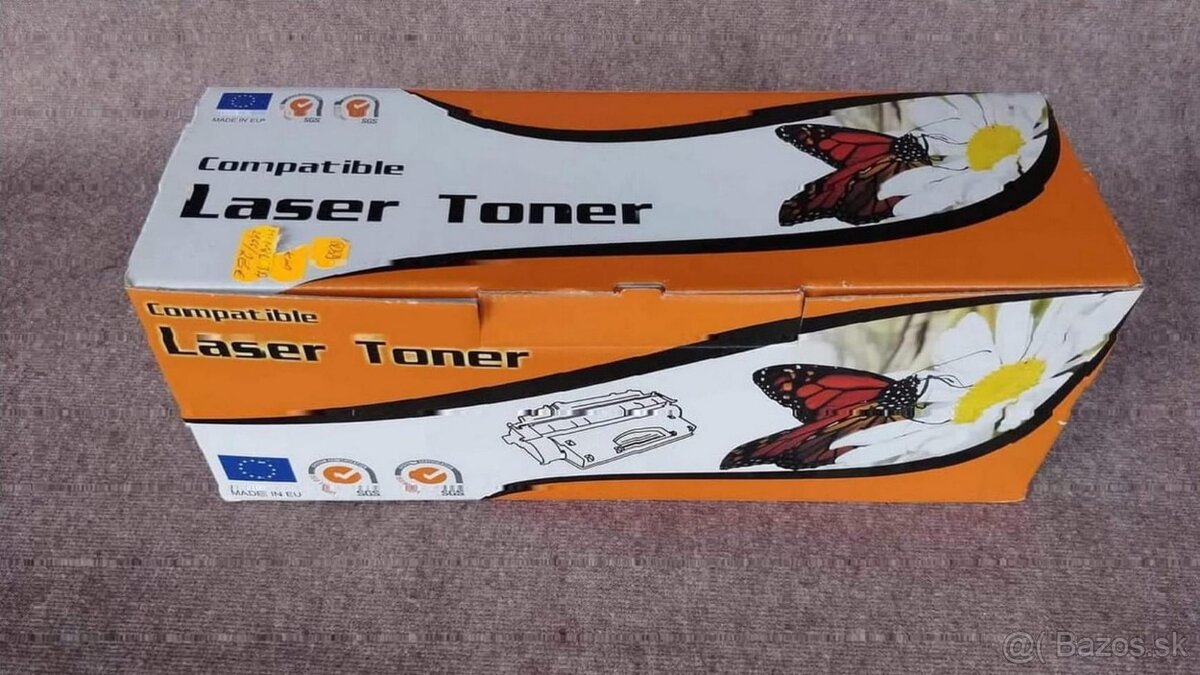 MADE IN EU
SGS
SGS
Compatible
Laser Toner
Compatible
Laser Toner
MADE IN EU
SGS
SGS
@( Bazos.sk